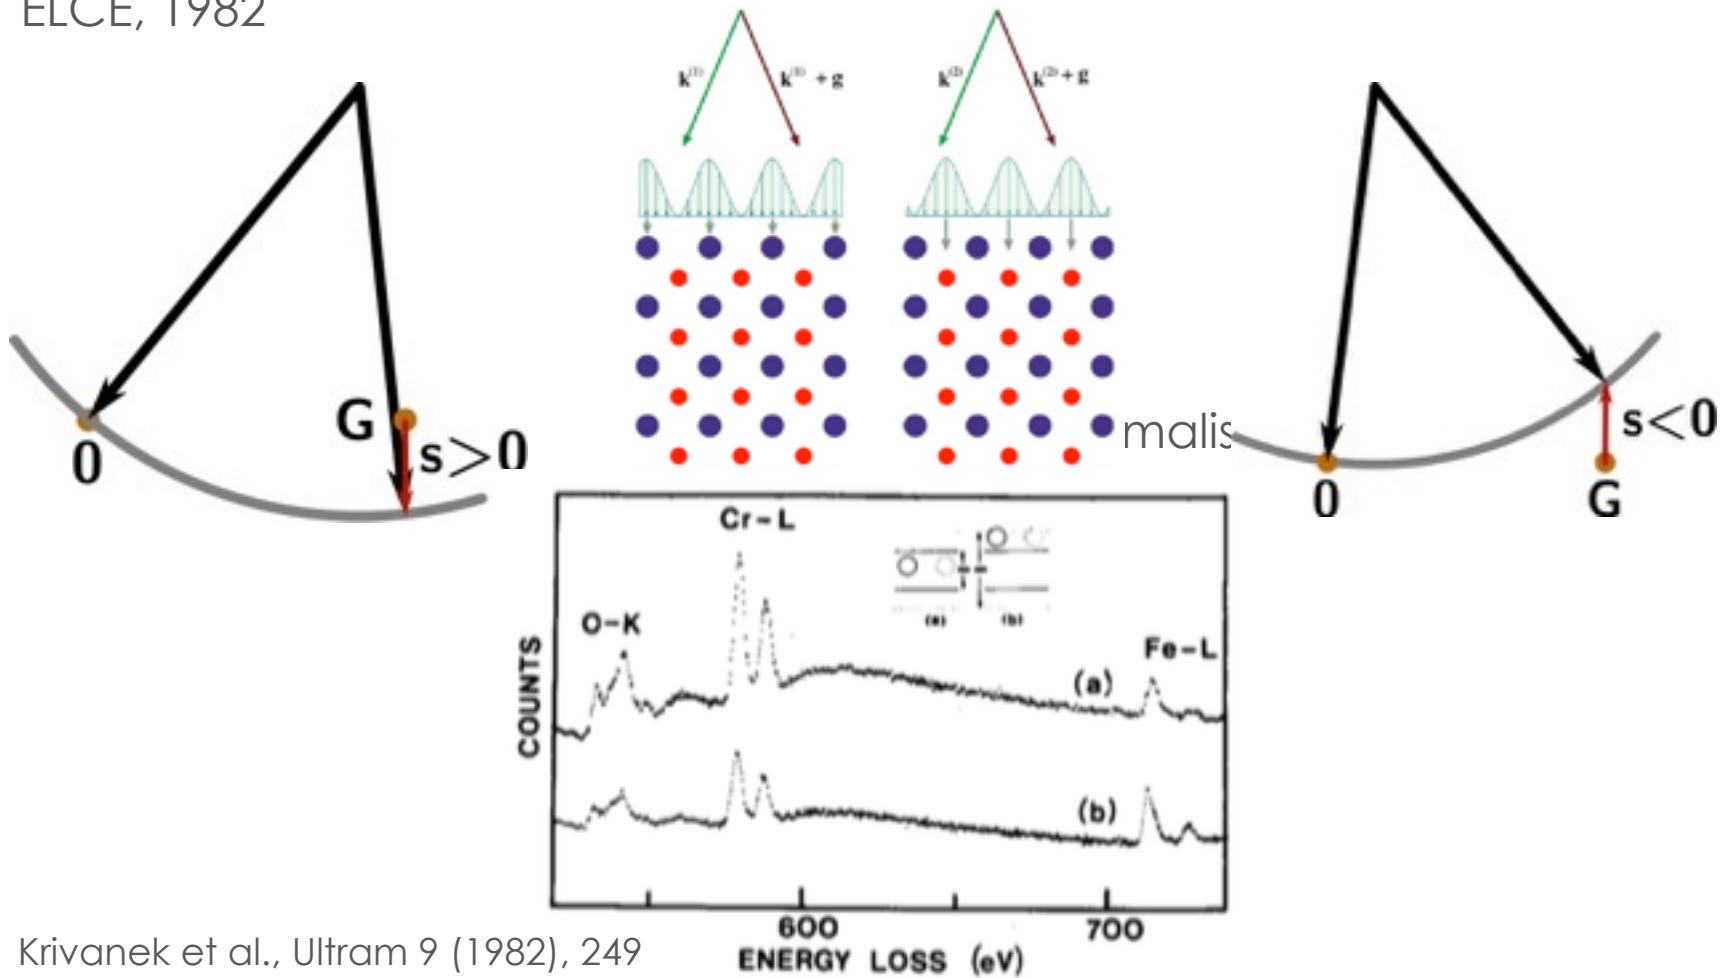 ELCE, 1982
k(1)
k(1) + g
k(2)
k(2) + g
0
G
s>0
malis
s<0
0
G
Cr-L
O-K
Fe-L
(a)
(b)
(a)
(b)
COUNTS
600
700
ENERGY LOSS (eV)
Krivanek et al., Ultram 9 (1982), 249